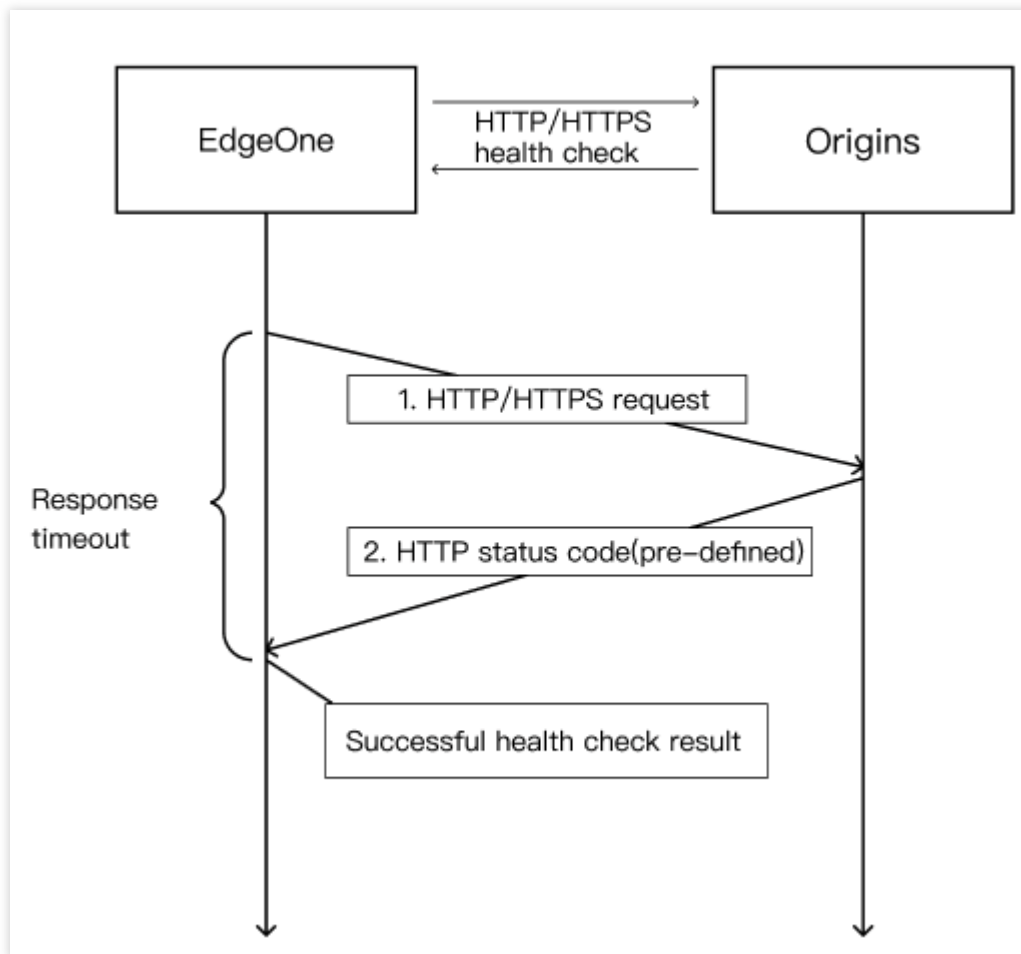 EdgeOne
HTTP/HTTPS
health check
Origins
1. HTTP/HTTPS request
Response
timeout
2. HTTP status code(pre-defined)
Successful health check result